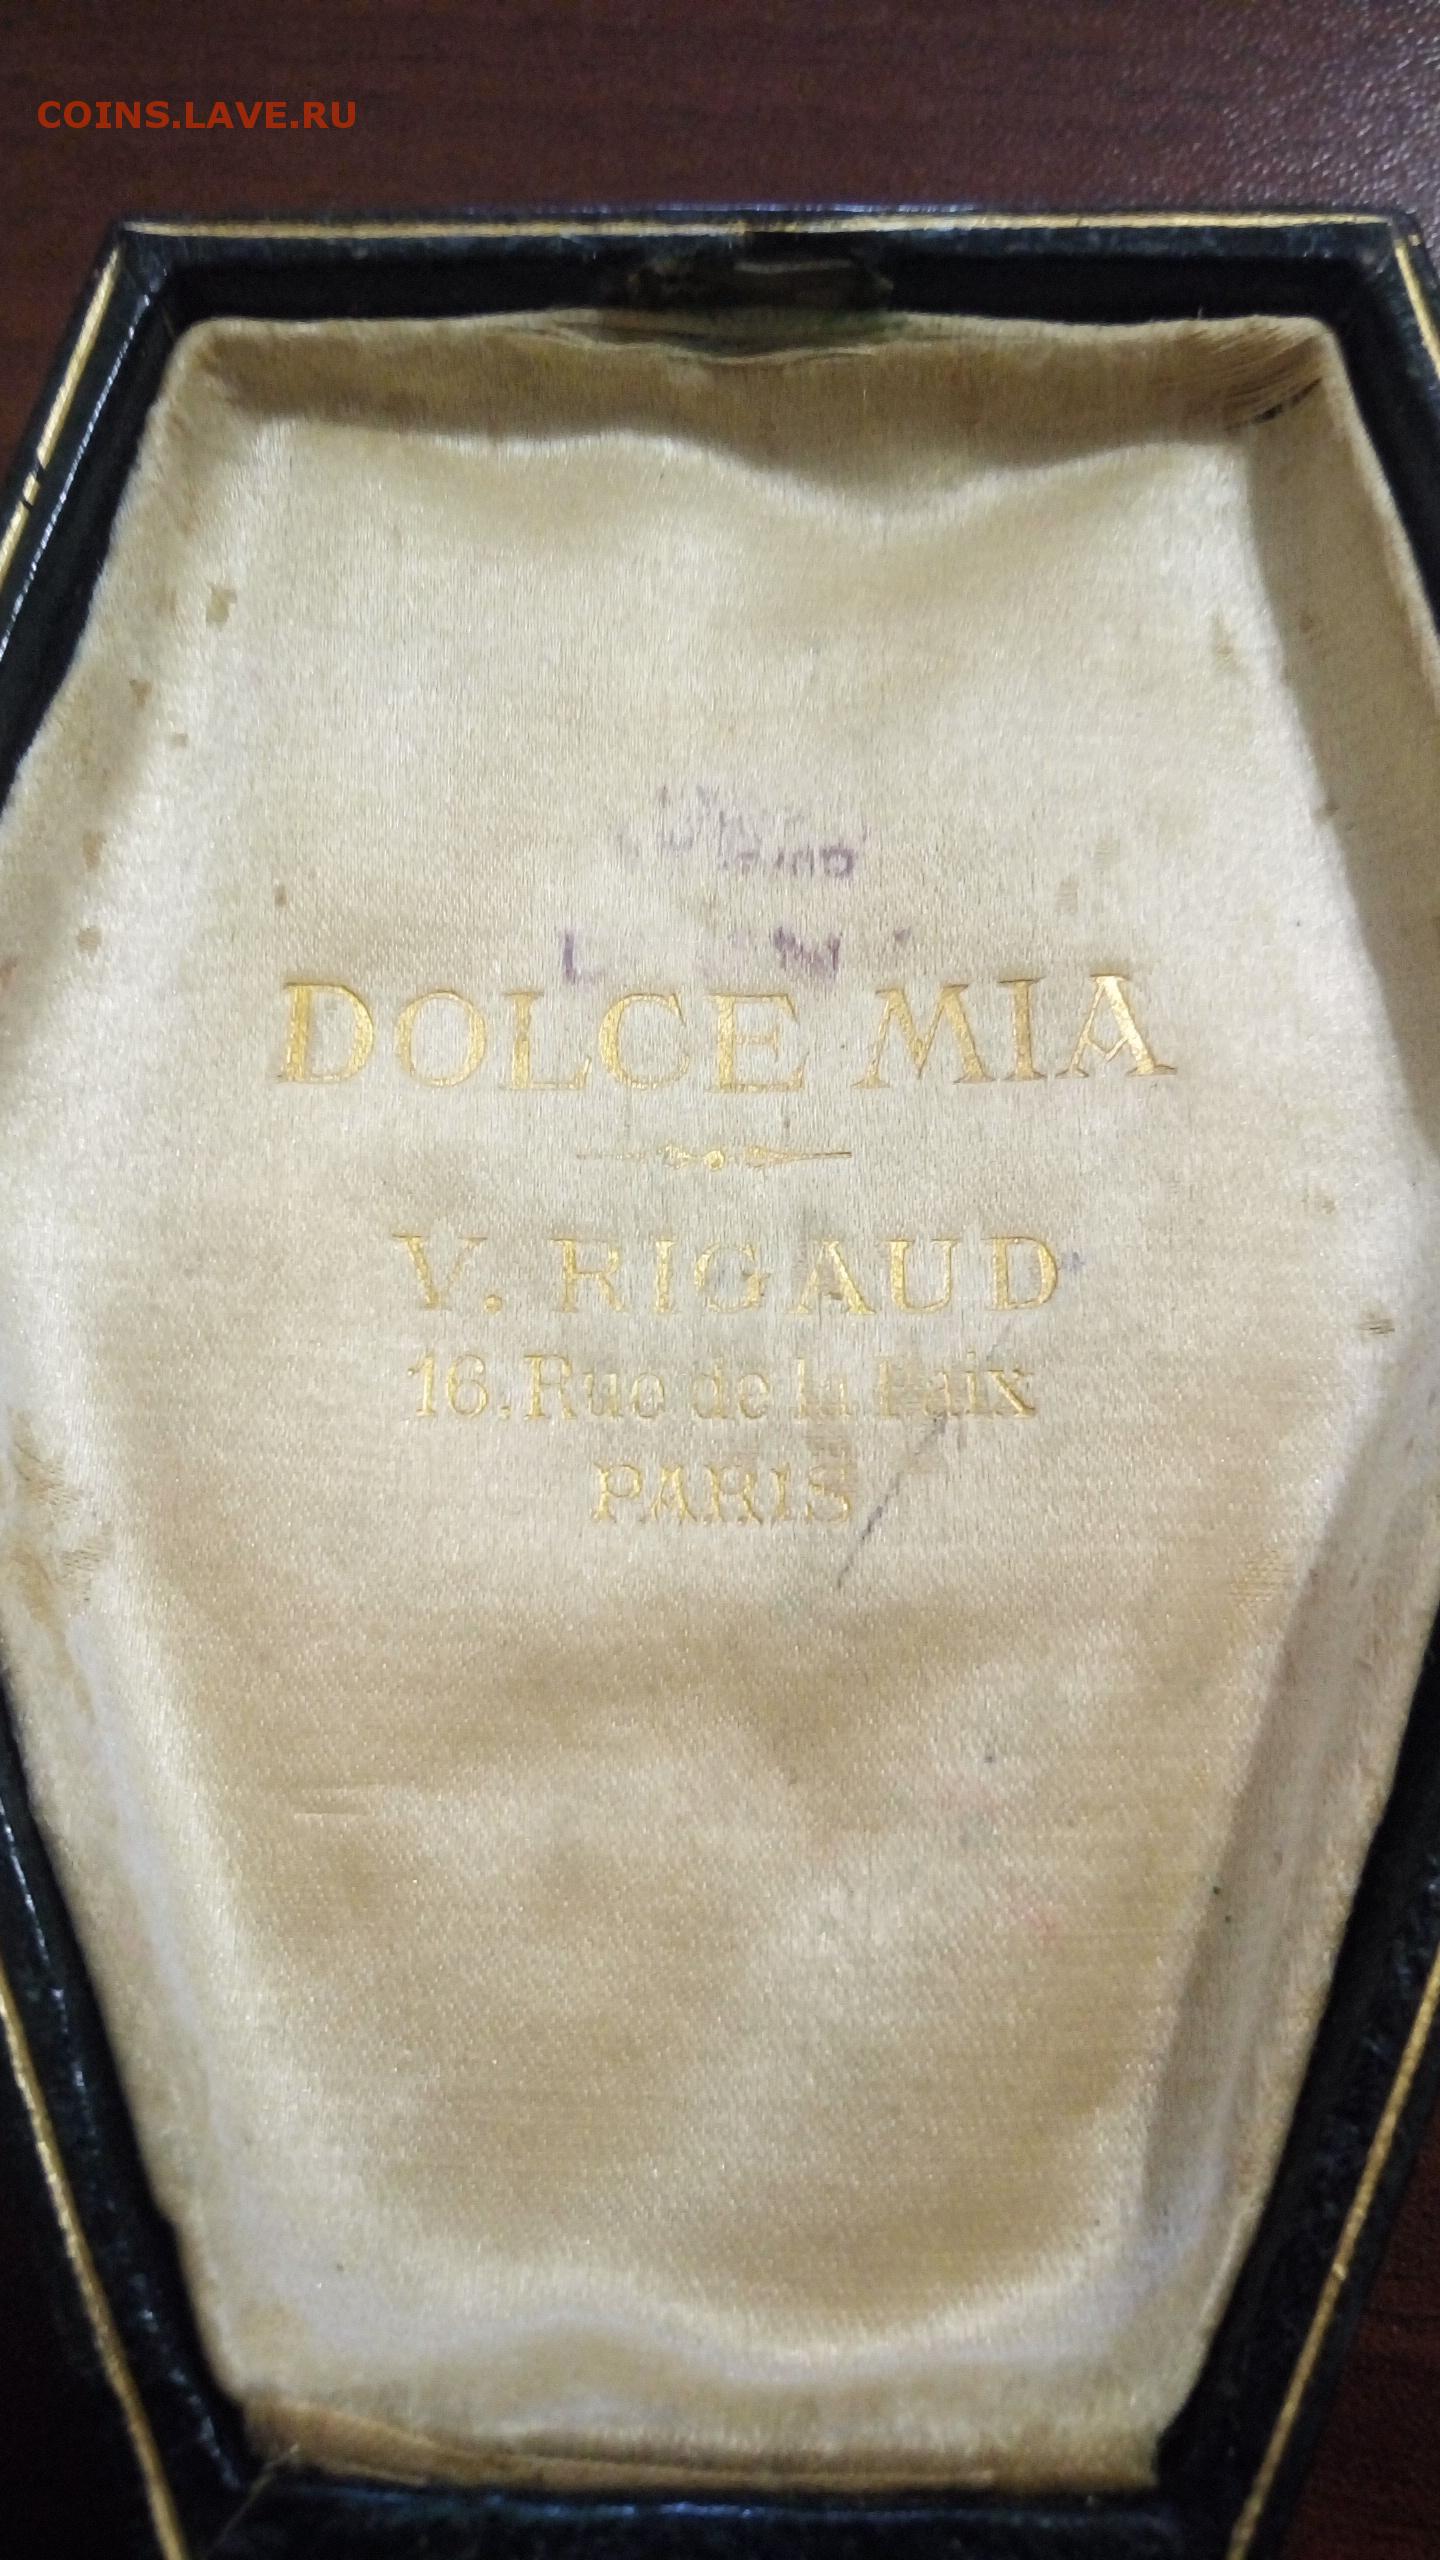 COINS.LAVE.RU
DOLCE MIA
V. RIGAUD
16, Rue de la Paix
PARIS